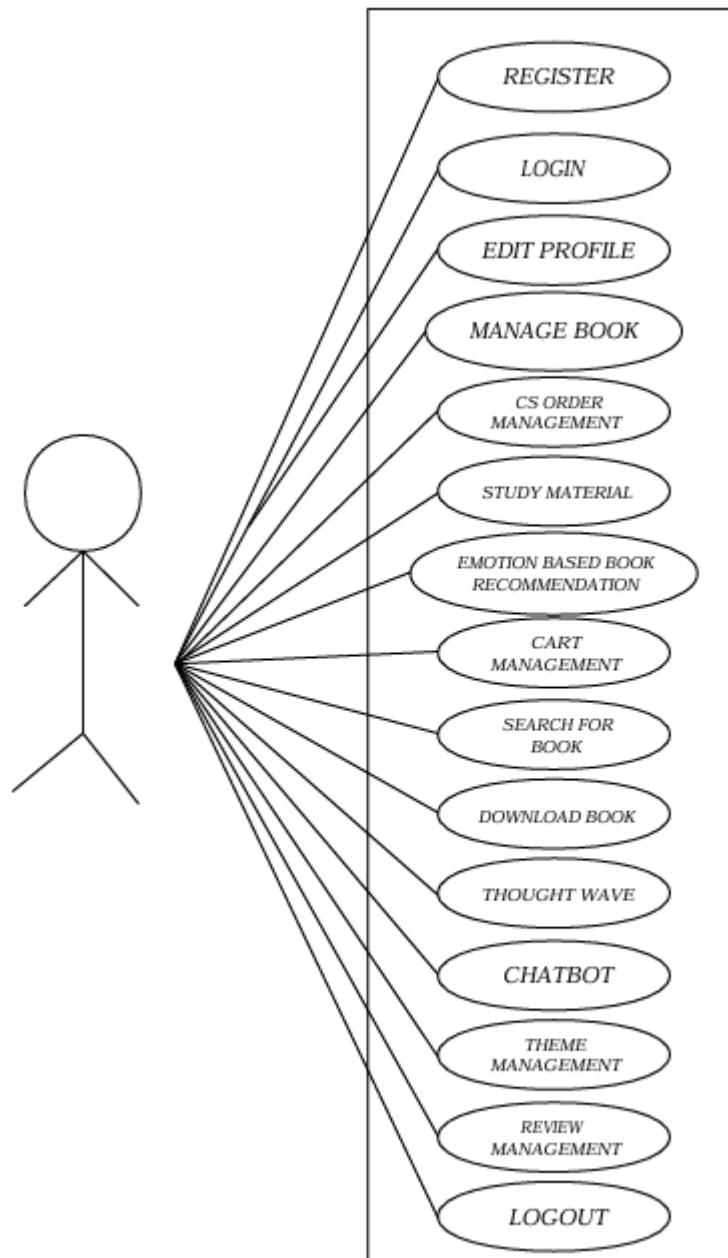 REGISTER
LOGIN
EDIT PROFILE
MANAGE BOOK
CS ORDER
MANAGEMENT
STUDY MATERIAL
EMOTION BASED BOOK
RECOMMENDATION
CART
MANAGEMENT
SEARCH FOR
BOOK
DOWNLOAD BOOK
THOUGHT WAVE
CHATBOT
THEME
MANAGEMENT
REVIEW
MANAGEMENT
LOGOUT